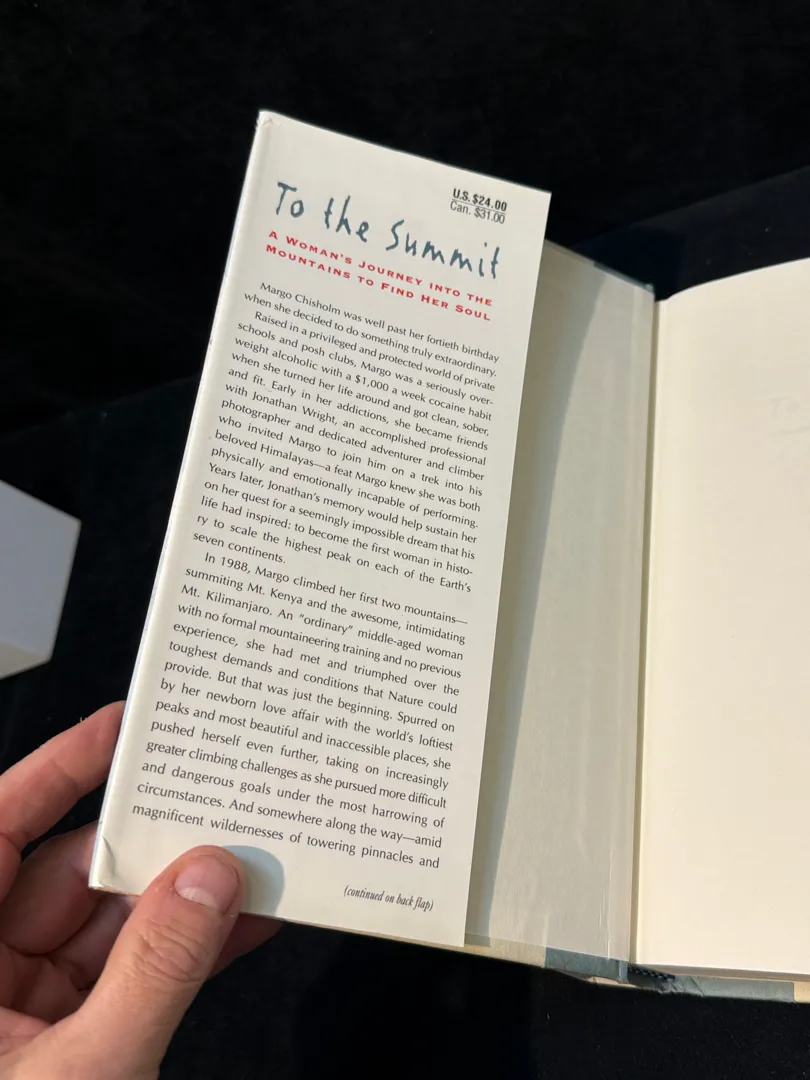 U.S. $24.00
Can. $31.00
To the Summit
A Woman's Journey into the
Mountains to Find Her Soul
Margo Chisholm was well past her fortieth birthday
when she decided to do something truly extraordinary.
Raised in a privileged and protected world of private
schools and posh clubs, Margo was a seriously over-
weight alcoholic with a $1,000 a week cocaine habit
when she turned her life around and got clean, sober,
and fit. Early in her addictions, she became friends
with Jonathan Wright, an accomplished professional
photographer and dedicated adventurer and climber
who invited Margo to join him on a trek into his
beloved Himalayas—a feat Margo knew she was both
physically and emotionally incapable of performing.
Years later, Jonathan's memory would help sustain her
on her quest for a seemingly impossible dream that his
life had inspired: to become the first woman in histo-
ry to scale the highest peak on each of the Earth's
seven continents.
In 1988, Margo climbed her first two mountains—
summiting Mt. Kenya and the awesome, intimidating
Mt. Kilimanjaro. An "ordinary" middle-aged woman
with no formal mountaineering training and no previous
experience, she had met and triumphed over the
toughest demands and conditions that Nature could
provide. But that was just the beginning. Spurred on
by her newborn love affair with the world's loftiest
peaks and most beautiful and inaccessible places, she
pushed herself even further, taking on increasingly
greater climbing challenges as she pursued more difficult
and dangerous goals under the most harrowing of
circumstances. And somewhere along the way—amid
magnificent wildernesses of towering pinnacles and
(continued on back flap)